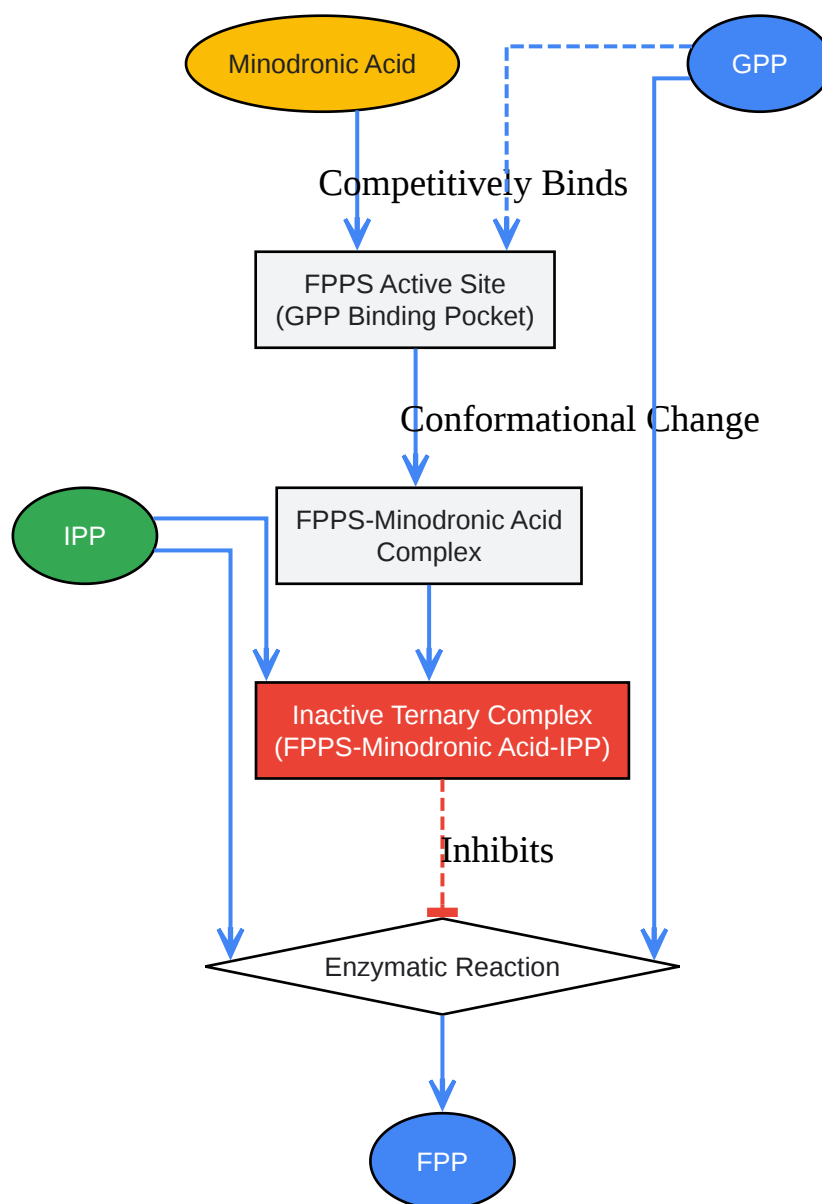 Minodronic Acid
GPP
Competitively Binds
FPPS Active Site
(GPP Binding Pocket)
Conformational Change
IPP
FPPS-Minodronic Acid
Complex
Inactive Ternary Complex
(FPPS-Minodronic Acid-IPP)
Inhibits
Enzymatic Reaction
FPP